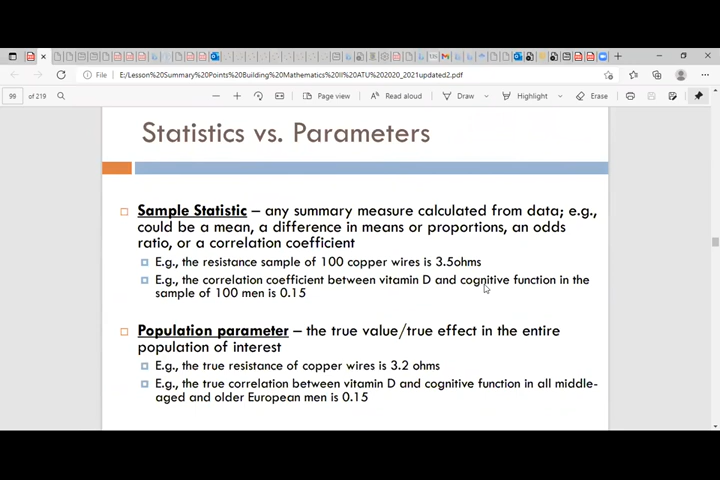 File
E:/Lesson%20Summary%20Points%20Building%20Mathematics%20II%20ATU%202020_2021updated2.pdf
99 of 219
Page view
Read aloud
Draw
Highlight
Erase
Statistics vs. Parameters
Sample Statistic – any summary measure calculated from data; e.g.,
could be a mean, a difference in means or proportions, an odds
ratio, or a correlation coefficient
E.g., the resistance sample of 100 copper wires is 3.5ohms
E.g., the correlation coefficient between vitamin D and cognitive function in the
sample of 100 men is 0.15
Population parameter – the true value/true effect in the entire
population of interest
E.g., the true resistance of copper wires is 3.2 ohms
E.g., the true correlation between vitamin D and cognitive function in all middle-
aged and older European men is 0.15